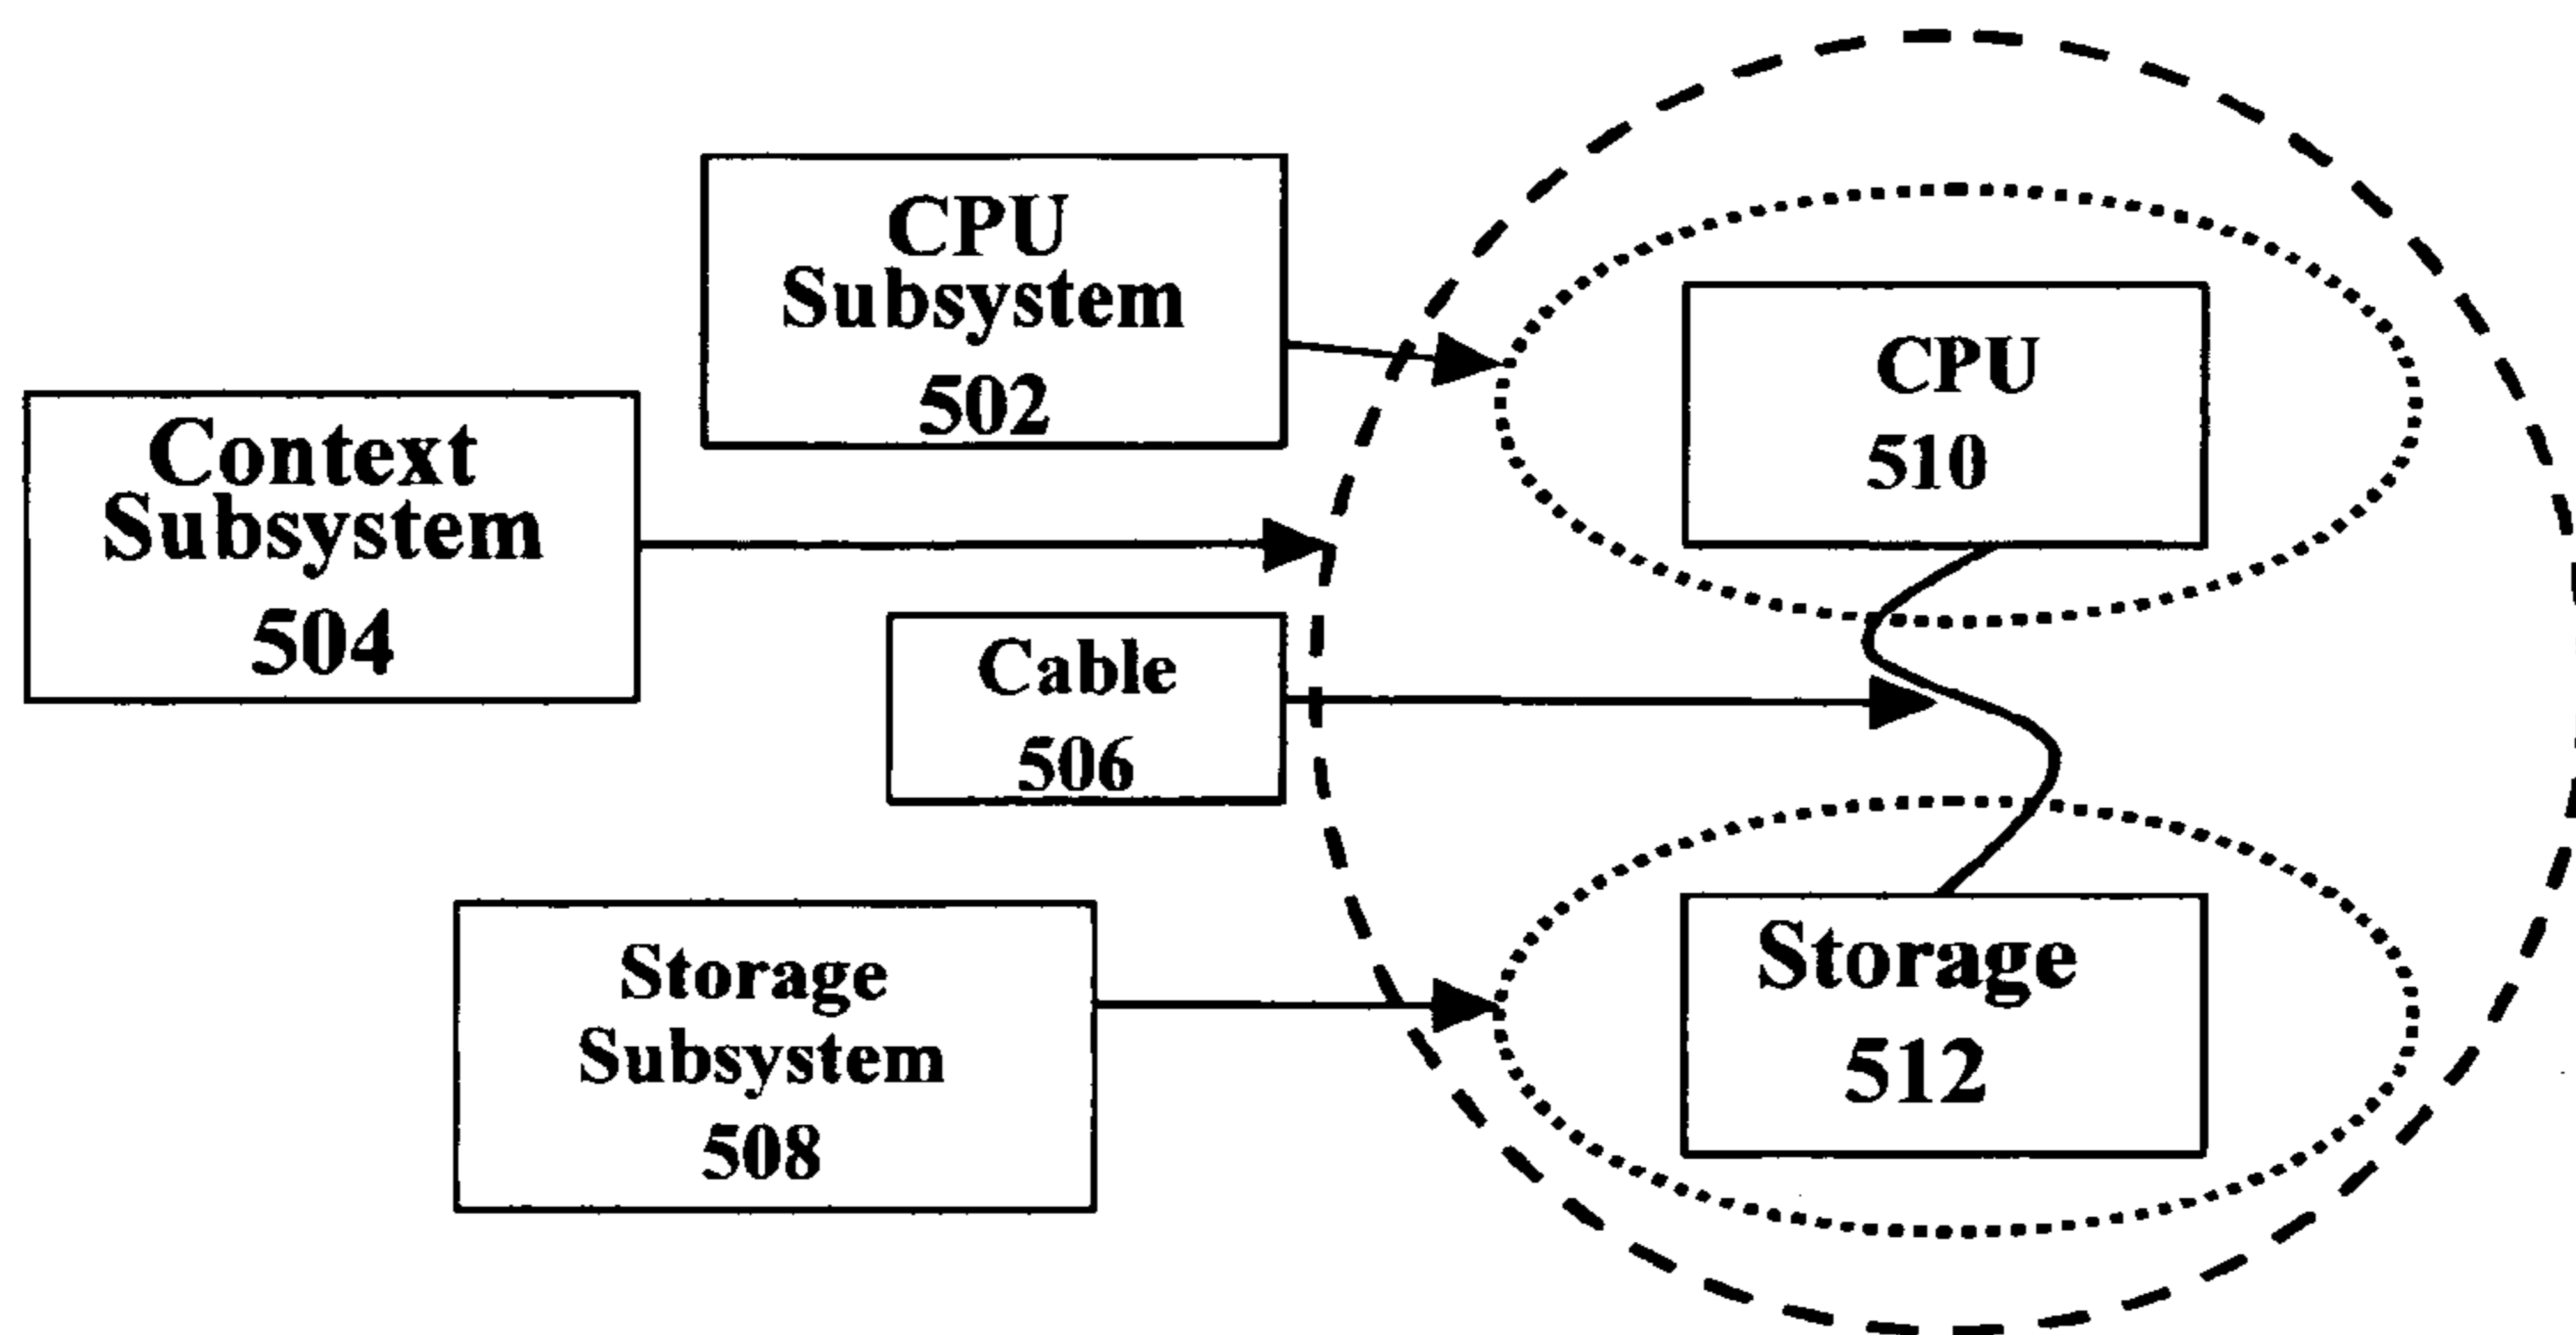 CPU
Subsystem
502
CPU
510
Context
Subsystem
504
Cable
506
Storage
Subsystem
508
Storage
512